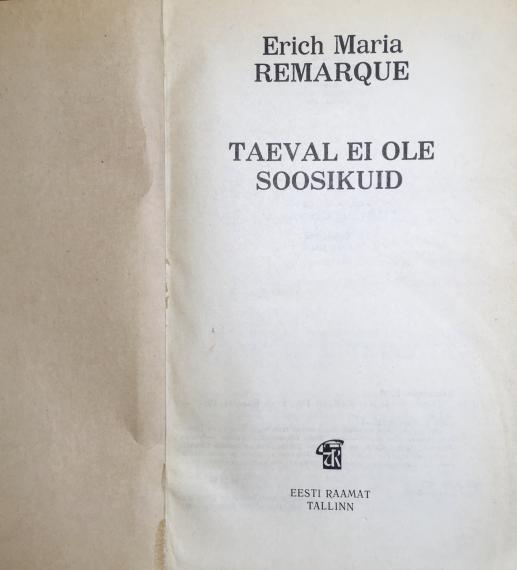 Erich Maria
REMARQUE
TAEVAL EI OLE
SOOSIKUID
EESTI RAAMAT
TALLINN